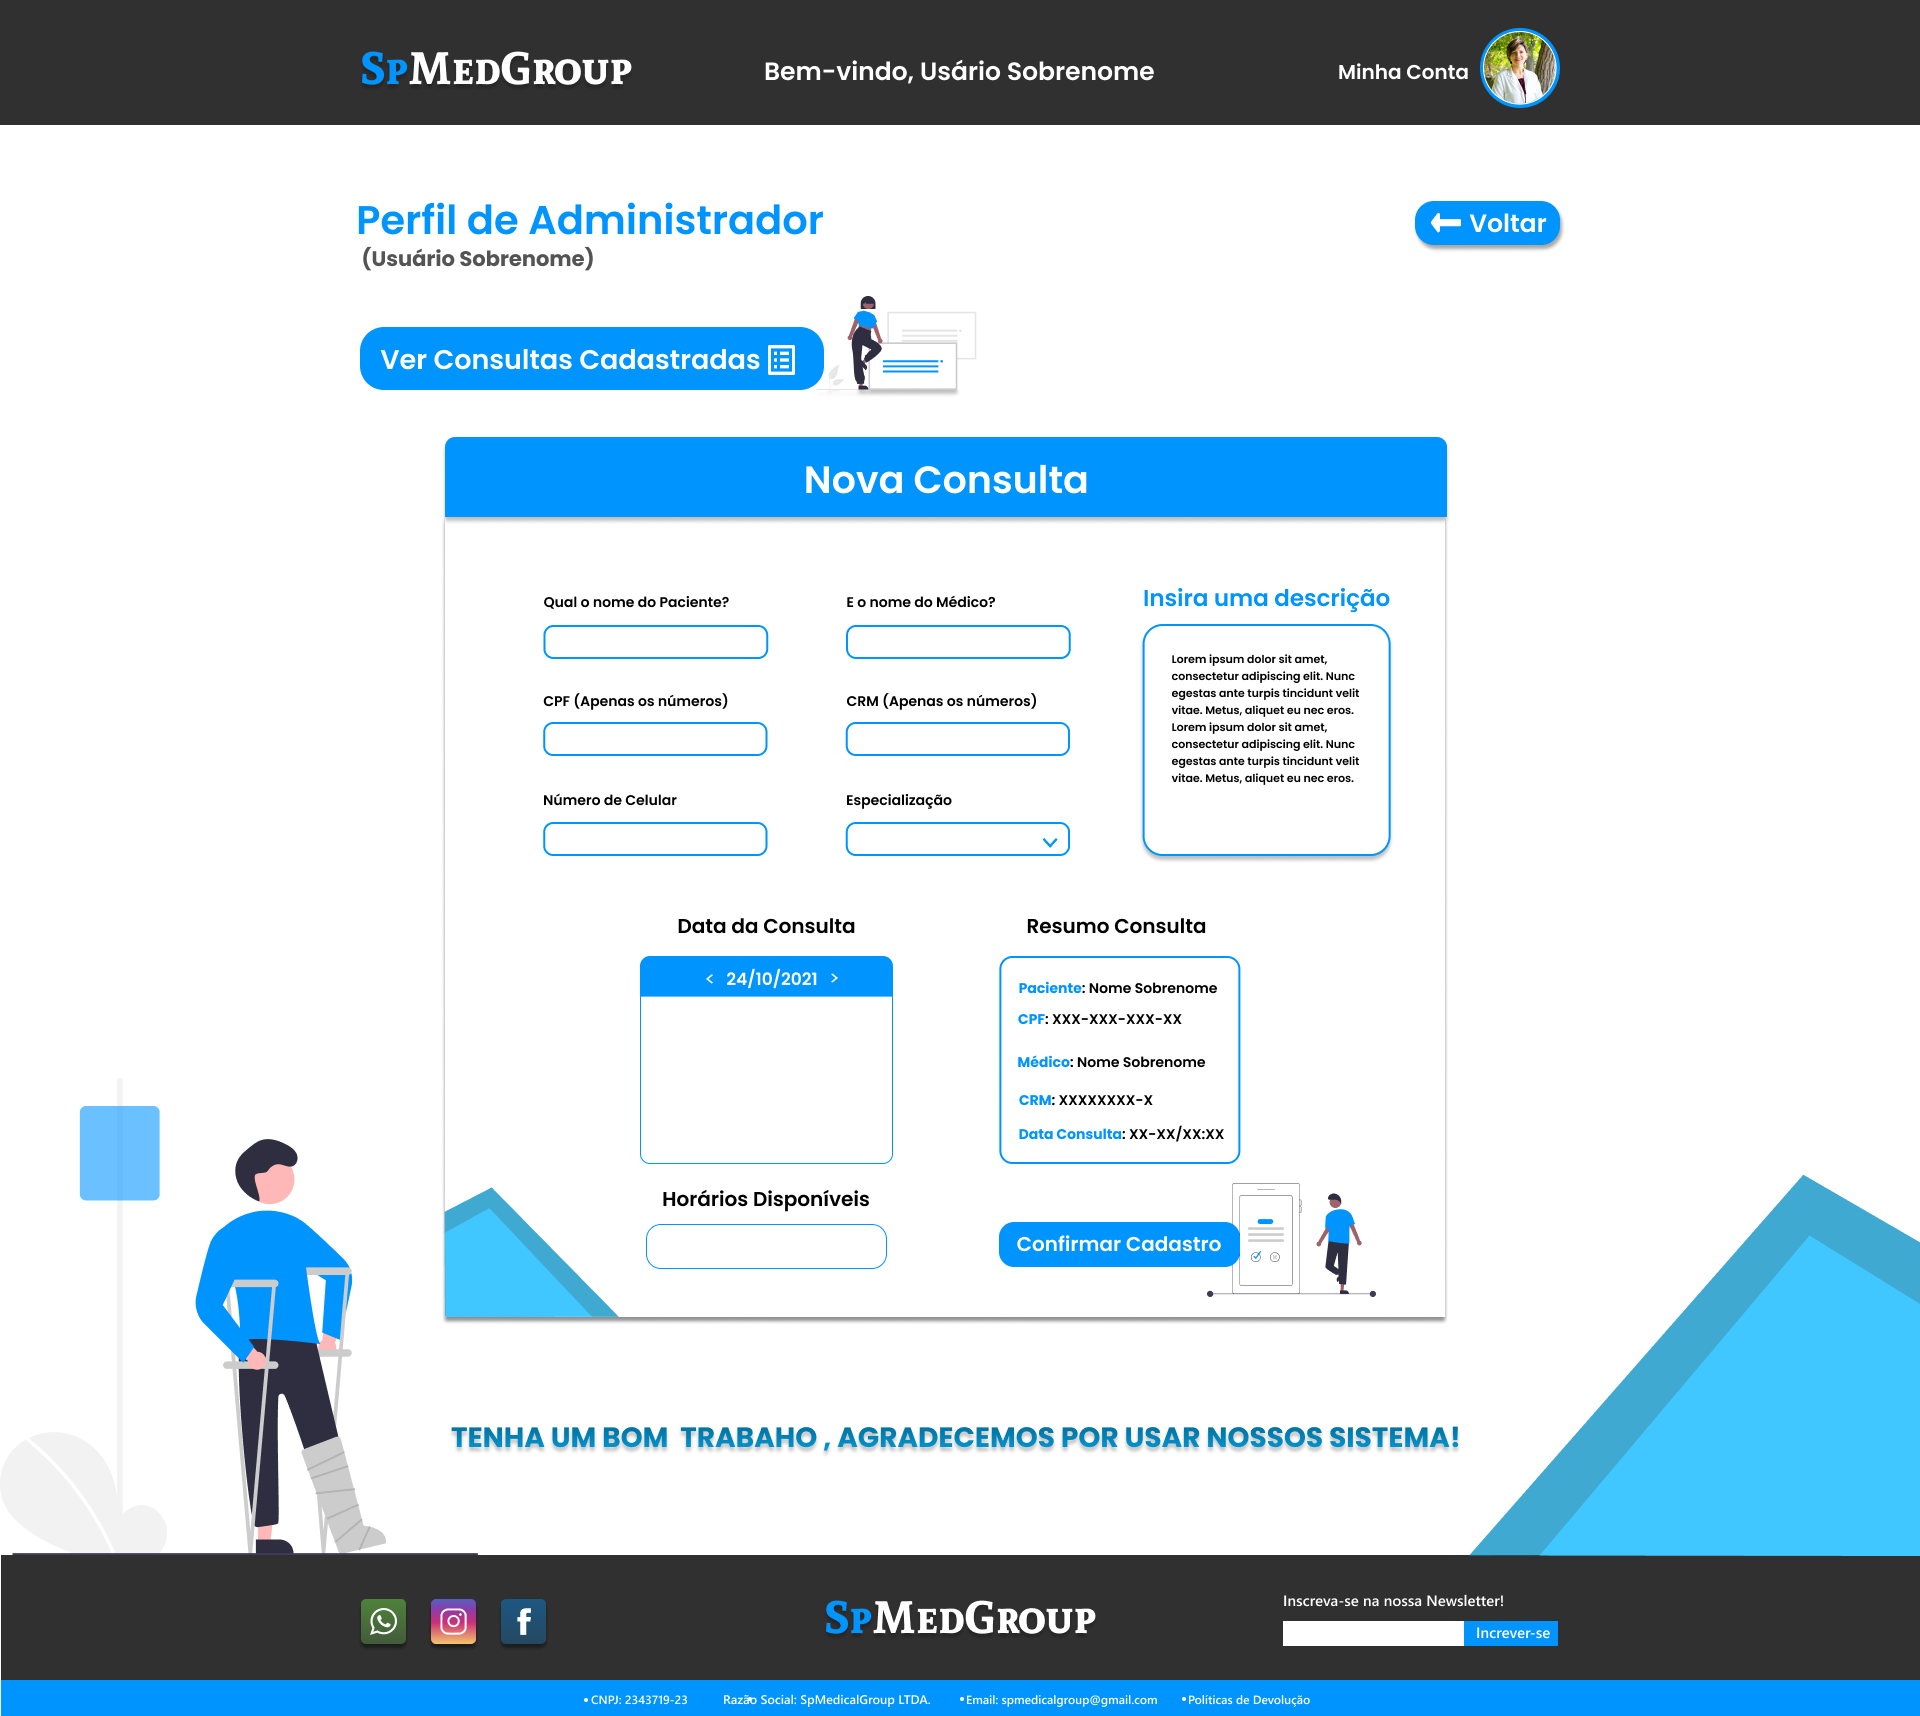 SpMedGroup
Bem-vindo, Usário Sobrenome
Minha Conta
Perfil de Administrador
Voltar
(Usuário Sobrenome)
Ver Consultas Cadastradas
Nova Consulta
Qual o nome do Paciente?
E o nome do Médico?
Insira uma descrição
CPF (Apenas os números)
CRM (Apenas os números)
Lorem ipsum dolor sit amet,
consectetur adipiscing elit. Nunc
egestas ante turpis tincidunt velit
vitae. Metus, aliquet eu nec eros.
Lorem ipsum dolor sit amet,
consectetur adipiscing elit. Nunc
egestas ante turpis tincidunt velit
vitae. Metus, aliquet eu nec eros.
Número de Celular
Especialização
Data da Consulta
< 24/10/2021 >
Resumo Consulta
Paciente: Nome Sobrenome
CPF: XXX-XXX-XXX-XX
Médico: Nome Sobrenome
CRM: XXXXXXXX-X
Data Consulta: XX-XX/XX:XX
Horários Disponíveis
Confirmar Cadastro
TENHA UM BOM  TRABAHO , AGRADECEMOS POR USAR NOSSOS SISTEMA!
SpMedGroup
Inscreva-se na nossa Newsletter!
Increver-se
• CNPJ: 2343719-23
Razão Social: SpMedicalGroup LTDA.
• Email: spmedicalgroup@gmail.com
• Políticas de Devolução